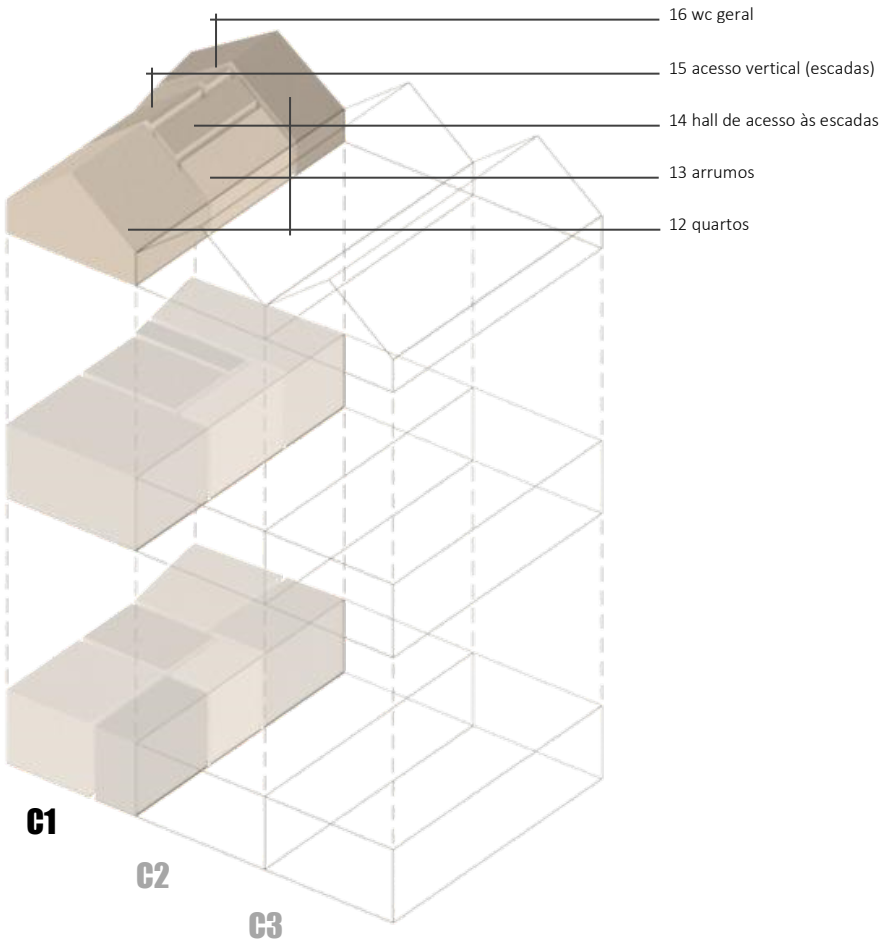 16 wc geral
15 acesso vertical (escadas)
14 hall de acesso às escadas
13 arrumos
12 quartos
C1
C2
C3